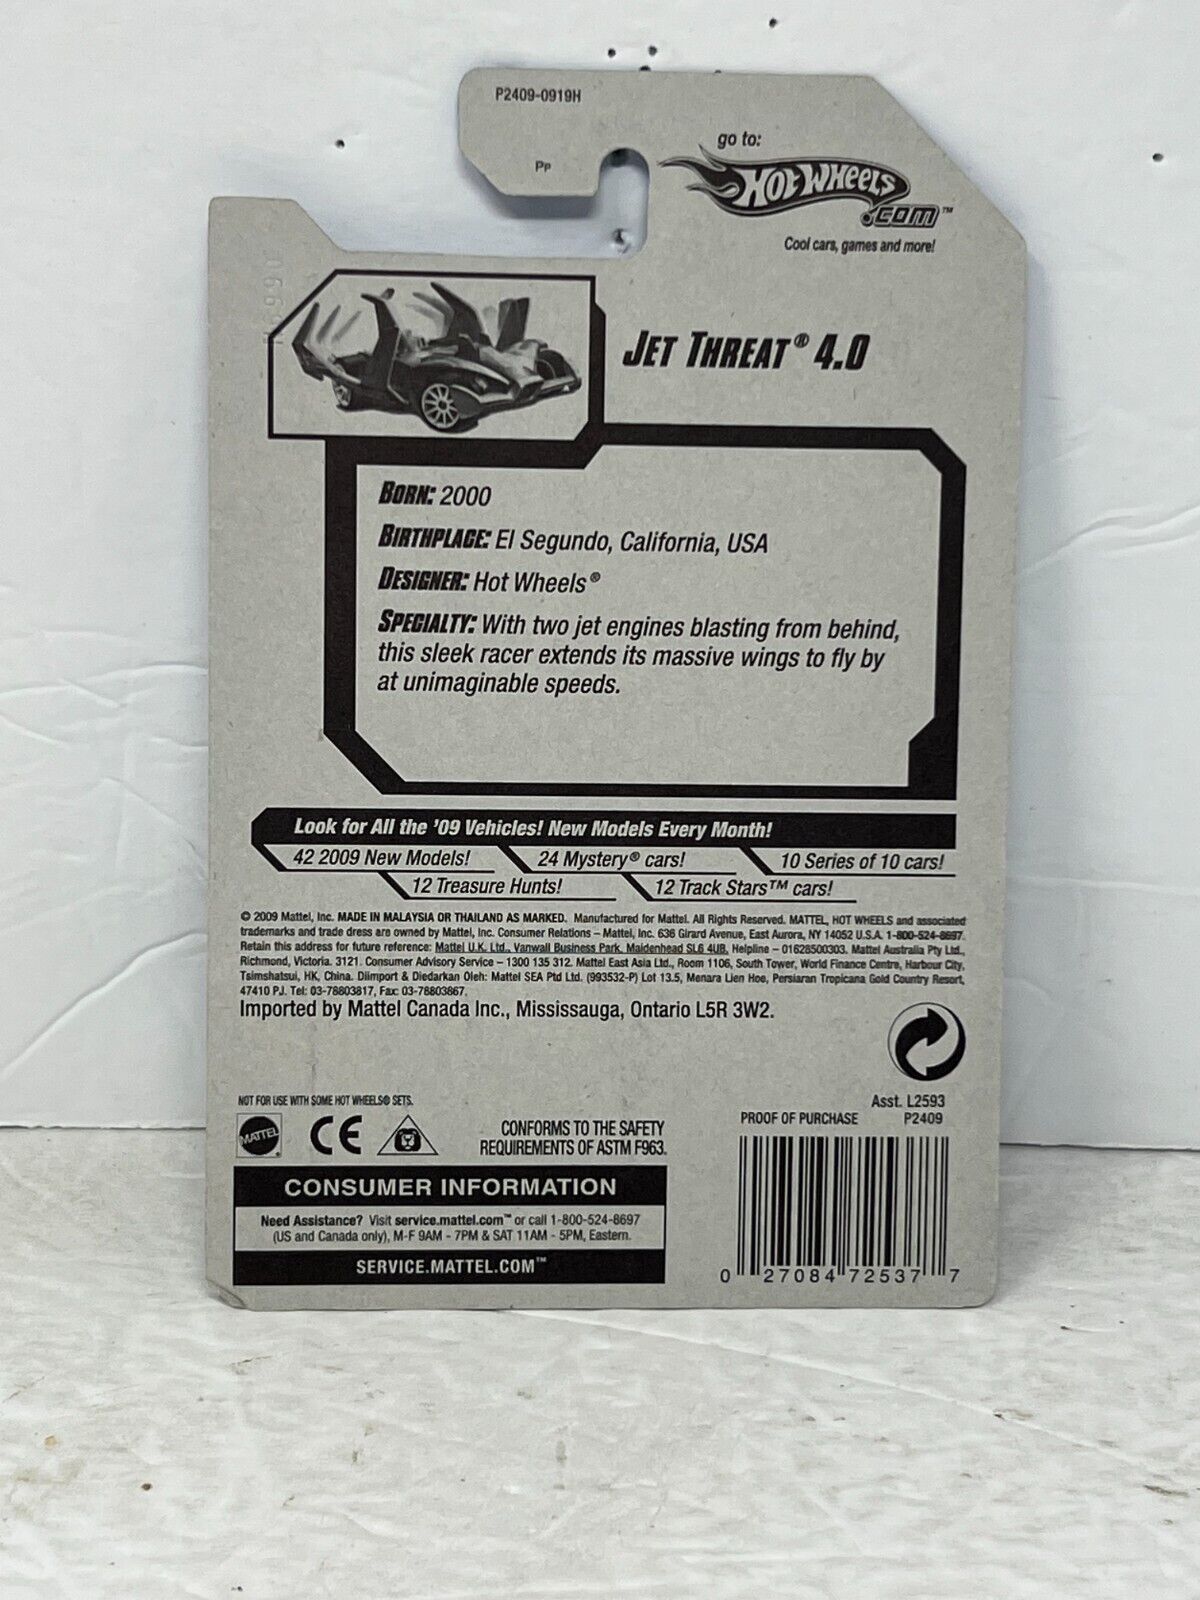 P2409-0919H
Pp
go to:
HOT WHEELS
.COM™
Cool cars, games and more!
JET THREAT® 4.0
BORN: 2000
BIRTHPLACE: El Segundo, California, USA
DESIGNER: Hot Wheels®
SPECIALTY: With two jet engines blasting from behind,
this sleek racer extends its massive wings to fly by
at unimaginable speeds.
Look for All the '09 Vehicles! New Models Every Month!
42 2009 New Models!
24 Mystery® cars!
10 Series of 10 cars!
12 Treasure Hunts!
12 Track Stars™ cars!
© 2009 Mattel, Inc. MADE IN MALAYSIA OR THAILAND AS MARKED. Manufactured for Mattel. All Rights Reserved. MATTEL, HOT WHEELS and associated
trademarks and trade dress are owned by Mattel, Inc. Consumer Relations – Mattel, Inc. 636 Girard Avenue, East Aurora, NY 14052 U.S.A. 1-800-524-8697.
Retain this address for future reference: Mattel U.K. Ltd., Vanwall Business Park, Maidenhead SL6 4UB. Helpline – 01628500303. Mattel Australia Pty Ltd.,
Richmond, Victoria. 3121. Consumer Advisory Service – 1300 135 312. Mattel East Asia Ltd., Room 1106, South Tower, World Finance Centre, Harbour City,
Tsimshatsui, HK, China. Diimport & Diedarkan Oleh: Mattel SEA Ptd Ltd. (993532-P) Lot 13.5, Menara Lien Hoe, Persiaran Tropicana Gold Country Resort,
47410 PJ. Tel: 03-78803817, Fax: 03-78803867.
Imported by Mattel Canada Inc., Mississauga, Ontario L5R 3W2.
NOT FOR USE WITH SOME HOT WHEELS® SETS.
MATTEL
CE
CONFORMS TO THE SAFETY
REQUIREMENTS OF ASTM F963.
Asst. L2593
PROOF OF PURCHASE P2409
CONSUMER INFORMATION
Need Assistance? Visit service.mattel.com™ or call 1-800-524-8697
(US and Canada only), M-F 9AM - 7PM & SAT 11AM - 5PM, Eastern.
SERVICE.MATTEL.COM™
0 27084 72537 7